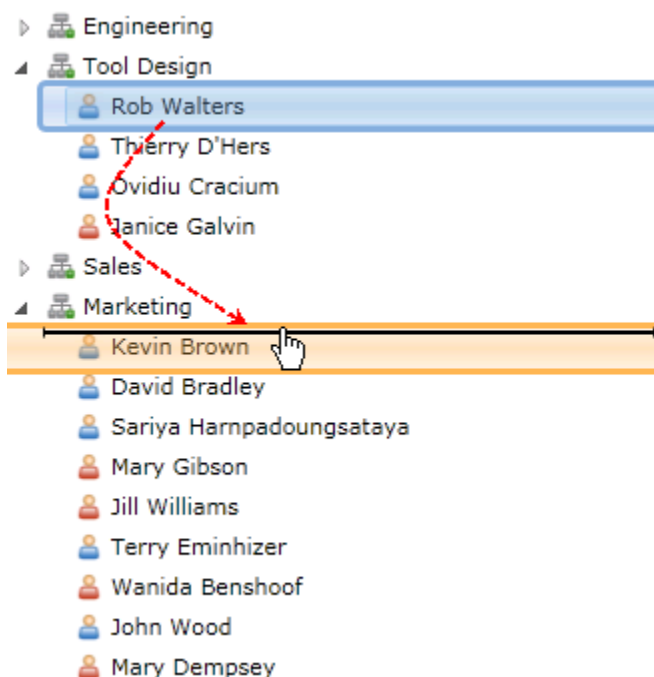 Engineering
Tool Design
Rob Walters
Thierry D'Hers
Ovidiu Cracium
Janice Galvin
Sales
Marketing
Kevin Brown
David Bradley
Sariya Harnpadoungsataya
Mary Gibson
Jill Williams
Terry Eminhizer
Wanida Benshoof
John Wood
Mary Dempsey